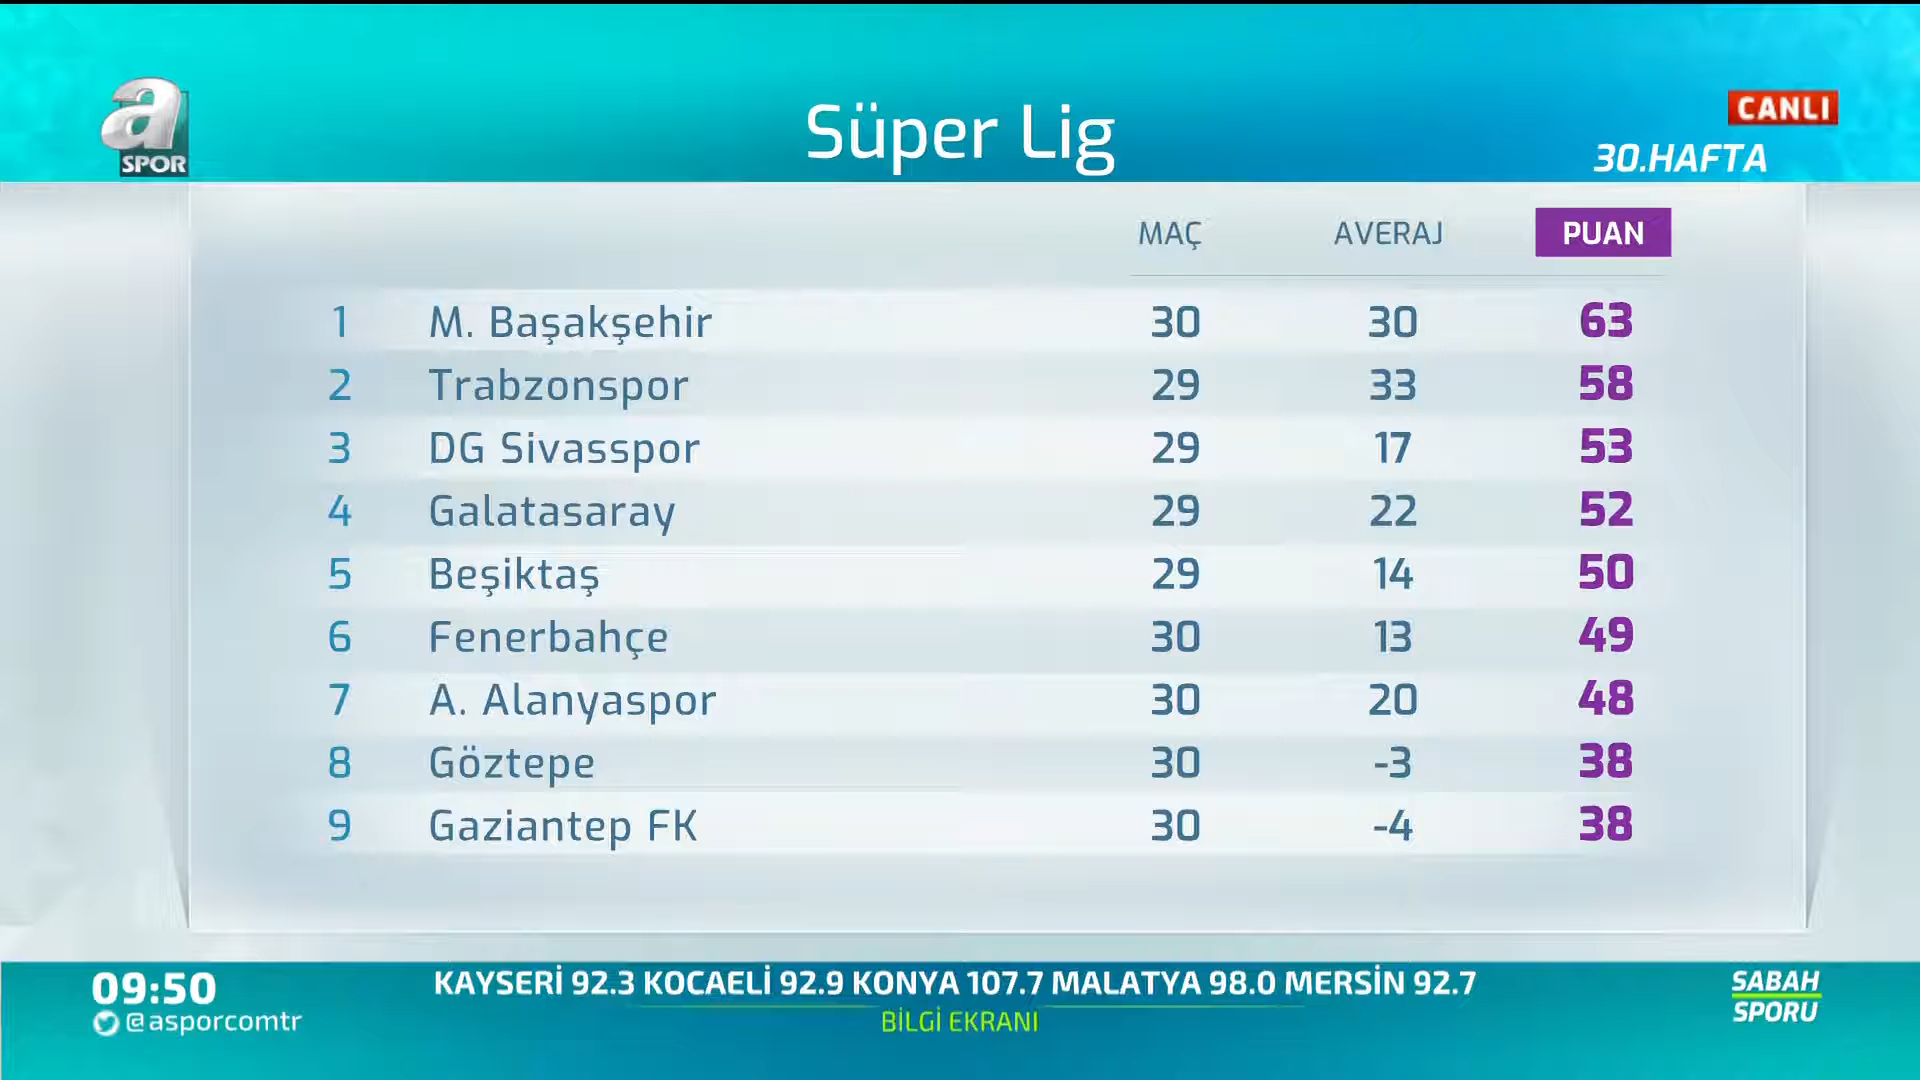 a
SPOR
Süper Lig
CANLI
30.HAFTA
MAÇ AVERAJ PUAN
1 M. Başakşehir 30 30 63
2 Trabzonspor 29 33 58
3 DG Sivasspor 29 17 53
4 Galatasaray 29 22 52
5 Beşiktaş 29 14 50
6 Fenerbahçe 30 13 49
7 A. Alanyaspor 30 20 48
8 Göztepe 30 -3 38
9 Gaziantep FK 30 -4 38
09:50
@asporcomtr
KAYSERİ 92.3 KOCAELİ 92.9 KONYA 107.7 MALATYA 98.0 MERSİN 92.7
BİLGİ EKRANI
SABAH
SPORU